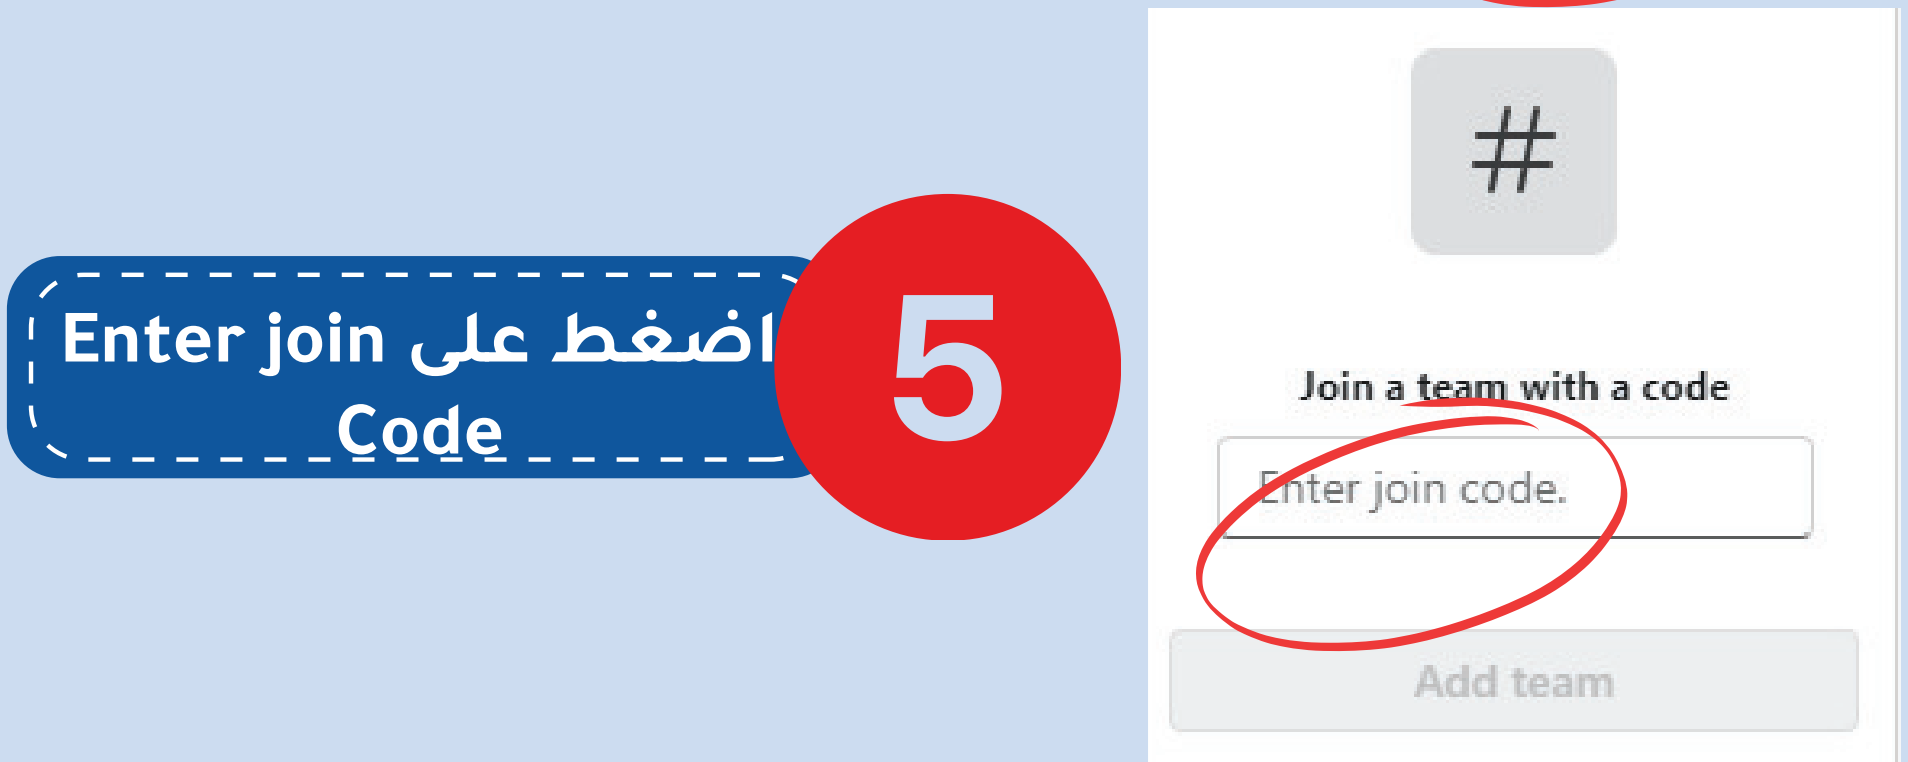 اضغط على Enter join
Code
5
#
Join a team with a code
Enter join code.
Add team